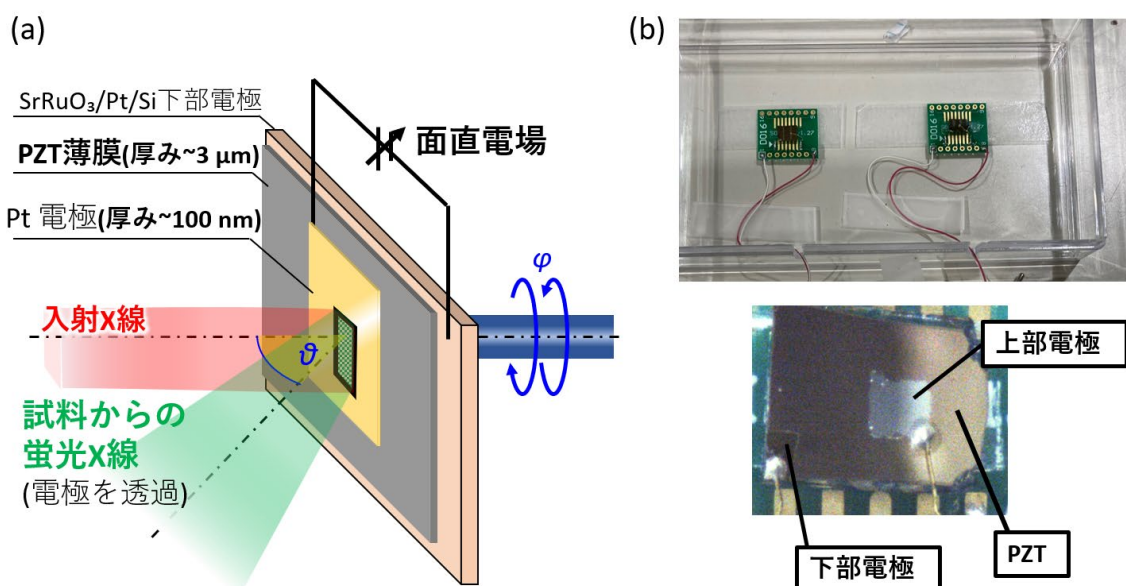 (a)
SrRuO₃/Pt/Si下部電極
PZT薄膜(厚み~3 μm)
Pt 電極(厚み~100 nm)
面直電場
φ
入射X線
ϑ
試料からの
蛍光X線
(電極を透過)
(b)
D016
D016
上部電極
下部電極
PZT